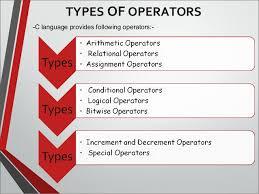 TYPES OF OPERATORS
-C language provides following operators:-
Types
• Arithmetic Operators
• Relational Operators
• Assignment Operators
Types
• Conditional Operators
• Logical Operators
• Bitwise Operators
Types
• Increment and Decrement Operators
• Special Operators